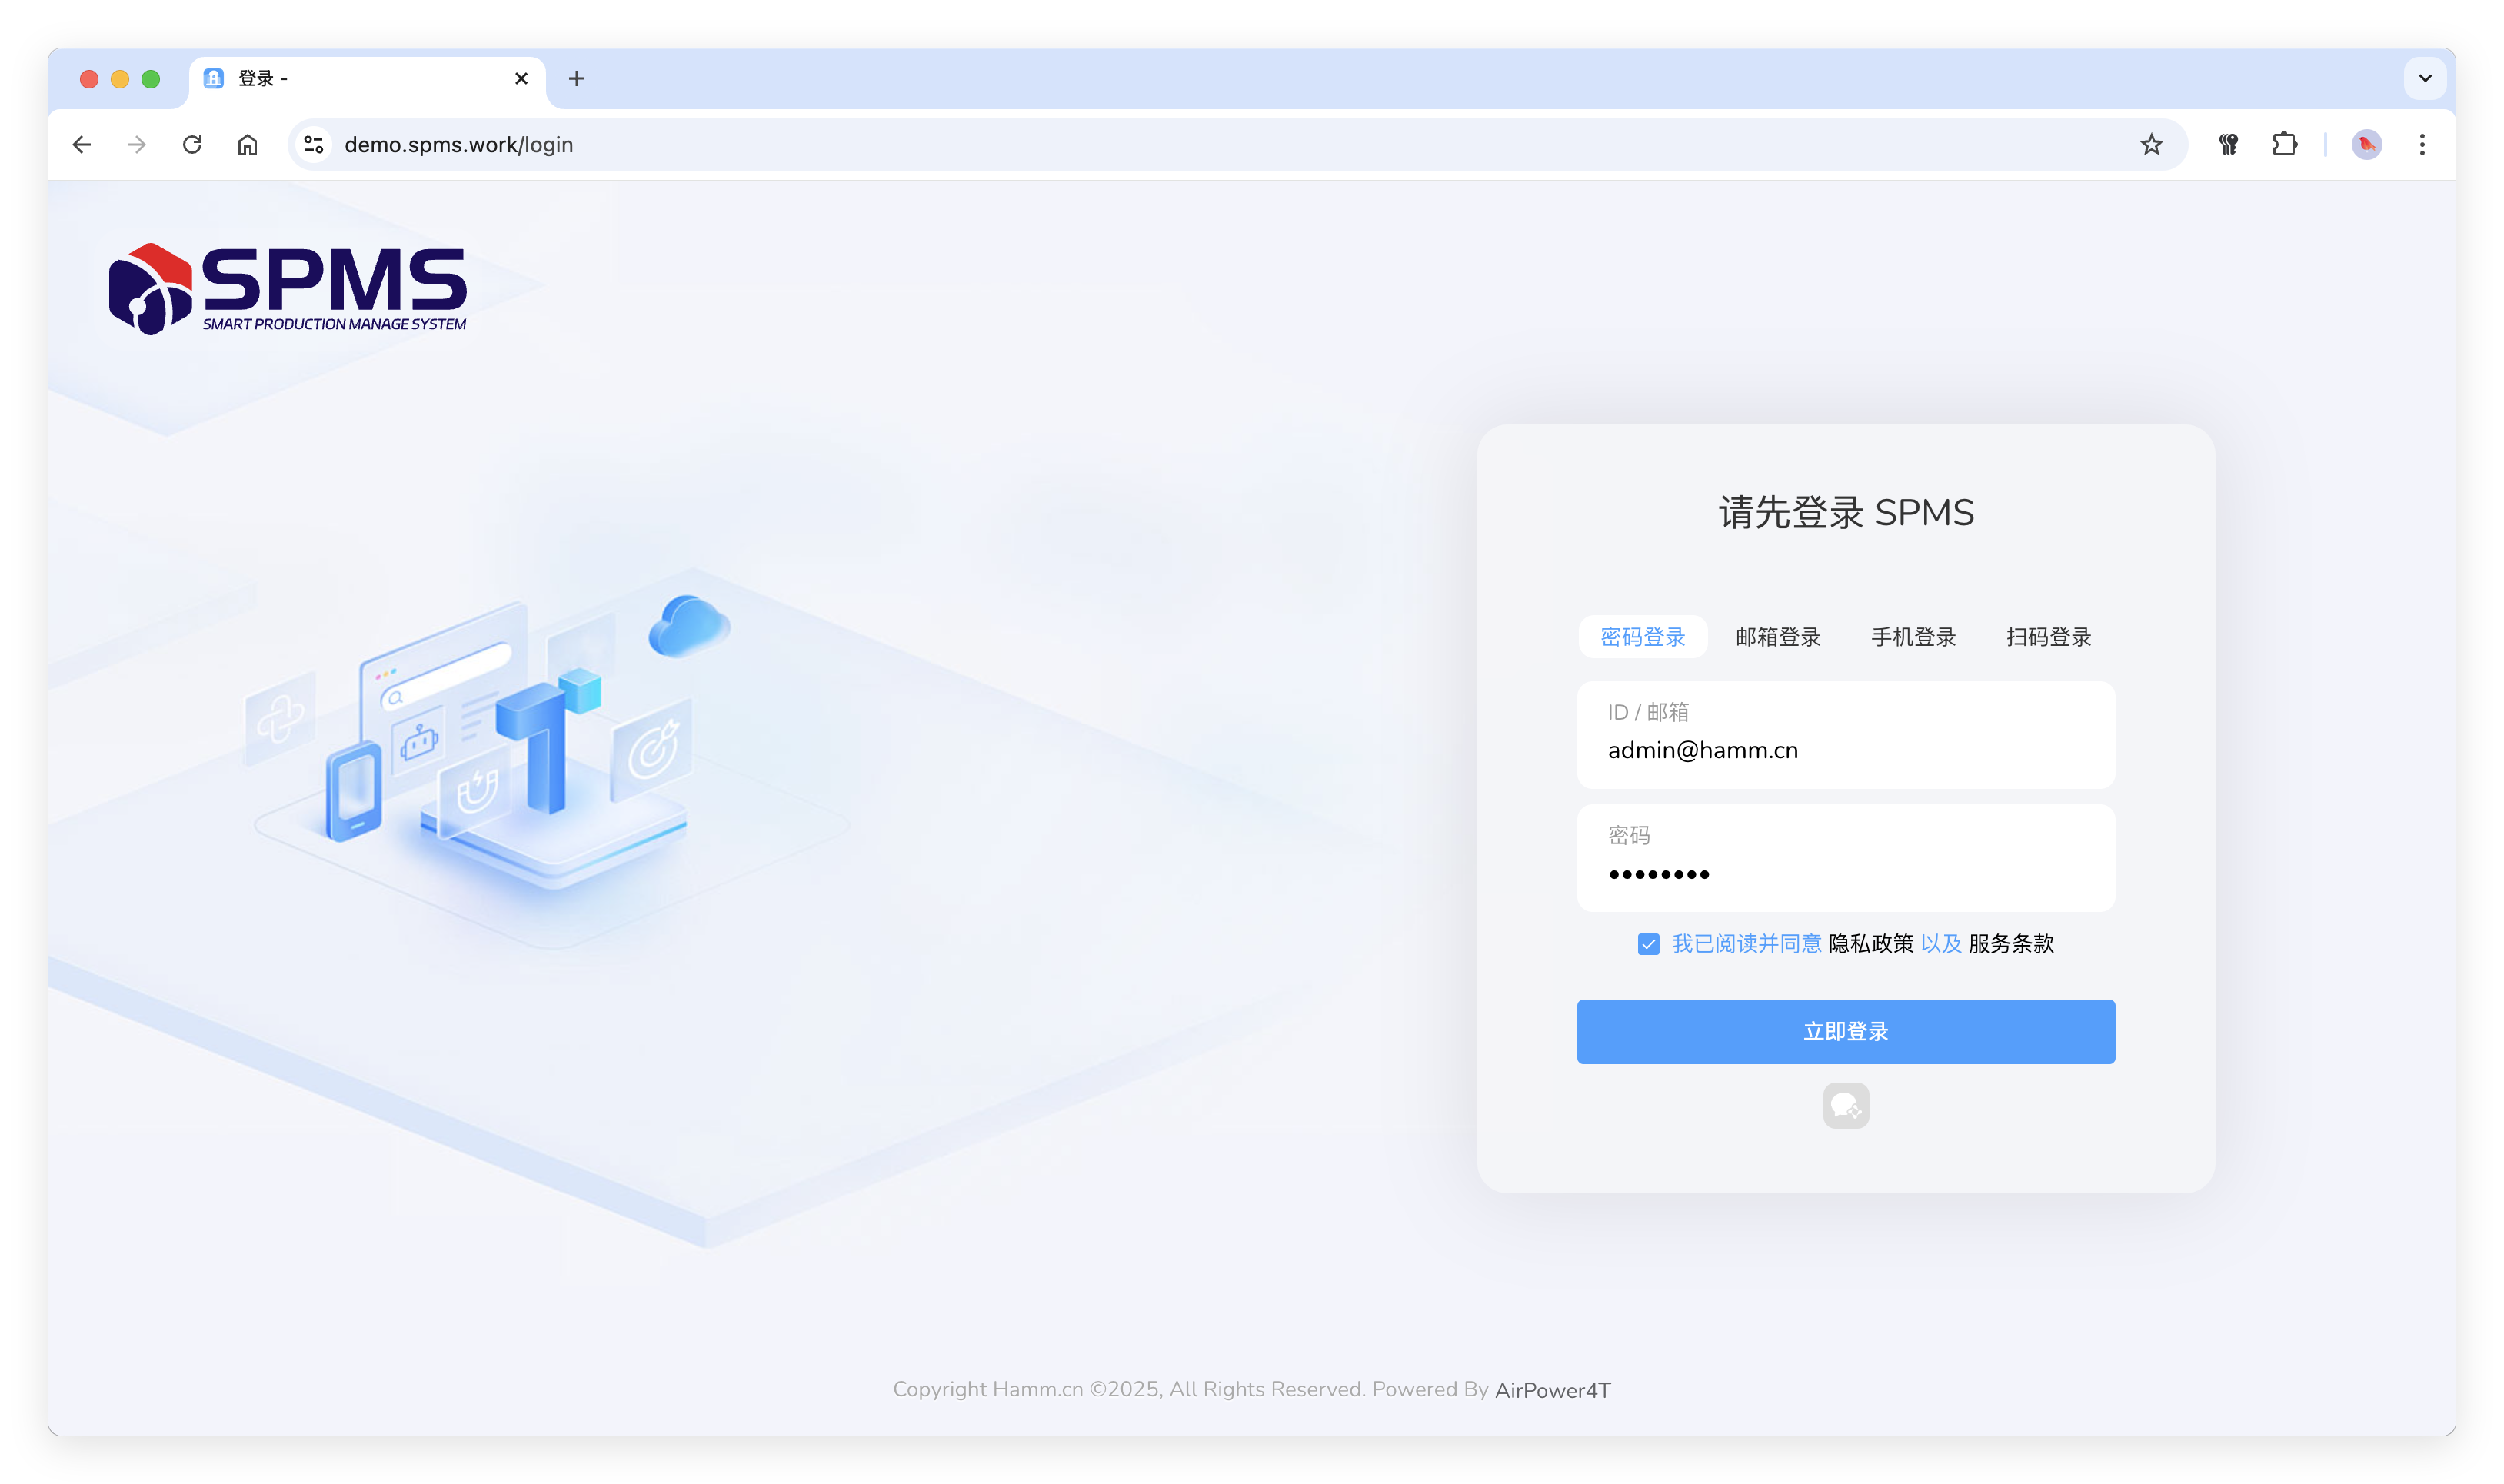 登录 -
demo.spms.work/login
SPMS
SMART PRODUCTION MANAGE SYSTEM
请先登录 SPMS
密码登录 邮箱登录 手机登录 扫码登录
ID / 邮箱
admin@hamm.cn
密码
••••••••
我已阅读并同意 隐私政策 以及 服务条款
立即登录
Copyright Hamm.cn ©2025, All Rights Reserved. Powered By AirPower4T